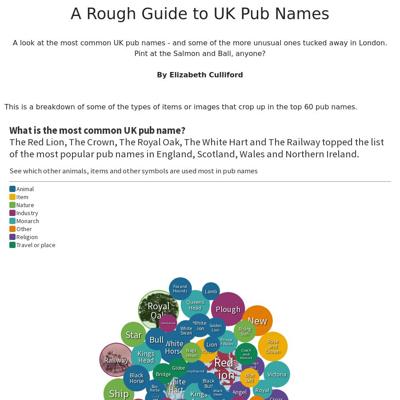 A Rough Guide to UK Pub Names
A look at the most common UK pub names - and some of the more unusual ones tucked away in London.
Pint at the Salmon and Ball, anyone?
By Elizabeth Culliford
This is a breakdown of some of the types of items or images that crop up in the top 60 pub names.
What is the most common UK pub name?
The Red Lion, The Crown, The Royal Oak, The White Hart and The Railway topped the list
of the most popular pub names in England, Scotland, Wales and Northern Ireland.
See which other animals, items and other symbols are used most in pub names
Animal
Item
Nature
Industry
Monarch
Other
Religion
Travel or place
Fox and
Hounds
Lamb
Royal
Oak
Queens
Head
Plough
New
White
Swan
White
Lion
Golden
Lion
Rising
Sun
Star
Bull
White
Horse
Lion
Rose
and
Crown
Railway
Kings
Head
Red
lion
Coach
and
Horses
Globe
Bridge
Black
Horse
White
Hart
Black
Bull
Victoria
Ship
King
Angel
Royal